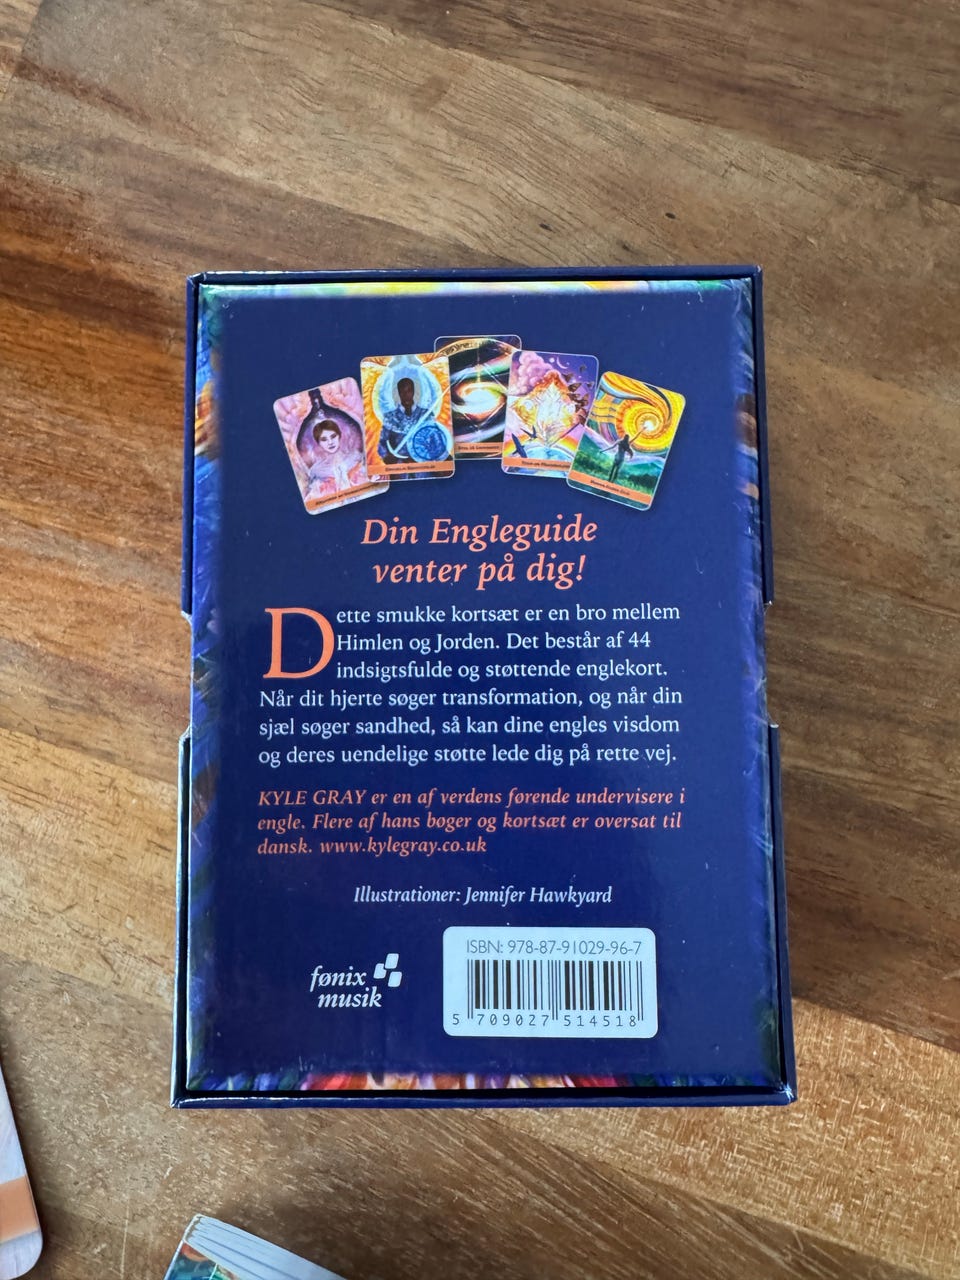 Din Engleguide
venter på dig!
Dette smukke kortsæt er en bro mellem
Himlen og Jorden. Det består af 44
indsigtsfulde og støttende englekort.
Når dit hjerte søger transformation, og når din
sjæl søger sandhed, så kan dine engles visdom
og deres uendelige støtte lede dig på rette vej.
KYLE GRAY er en af verdens førende undervisere i
engle. Flere af hans bøger og kortsæt er oversat til
dansk. www.kylegray.co.uk
Illustrationer: Jennifer Hawkyard
fønix
musik
ISBN: 978-87-91029-96-7
5 709027 514518